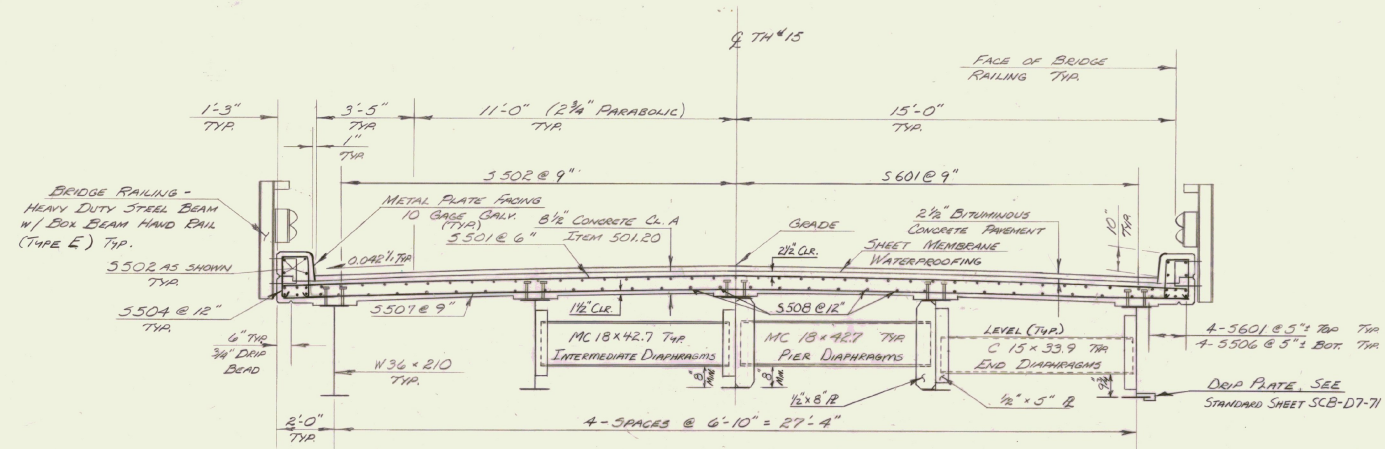 ℄ TH #15
FACE OF BRIDGE
RAILING TYP.
1'-3"
TYP.
3'-5"
TYP.
11'-0" (2¾" PARABOLIC)
TYP.
15'-0"
TYP.
1"
TYP.
S502 @ 9"
S601 @ 9"
BRIDGE RAILING -
HEAVY DUTY STEEL BEAM
W/ BOX BEAM HAND RAIL
(TYPE E) TYP.
METAL PLATE FACING
10 GAGE GALV.
(TYP.)
8½" CONCRETE CL. A
ITEM 501.20
S501 @ 6"
GRADE
2½" BITUMINOUS
CONCRETE PAVEMENT
SHEET MEMBRANE
WATERPROOFING
10"
TYP.
0.042'/' TYP.
2½" CLR.
S502 AS SHOWN
TYP.
S504 @ 12"
TYP.
S507 @ 9"
1½" CLR.
S508 @ 12"
6" TYP.
¾" DRIP
BEAD
W36 × 210
TYP.
MC 18 × 42.7 TYP.
INTERMEDIATE DIAPHRAGMS
MC 18 × 42.7 TYP.
PIER DIAPHRAGMS
LEVEL (TYP.)
C 15 × 33.9 TYP.
END DIAPHRAGMS
4-S601 @ 5"± TOP TYP.
4-S506 @ 5"± BOT. TYP.
8"
MIN.
8"
MIN.
½" × 8" ℄
½" × 5" ℄
DRIP PLATE, SEE
STANDARD SHEET SCB-D7-71
2'-0"
TYP.
4-SPACES @ 6'-10" = 27'-4"